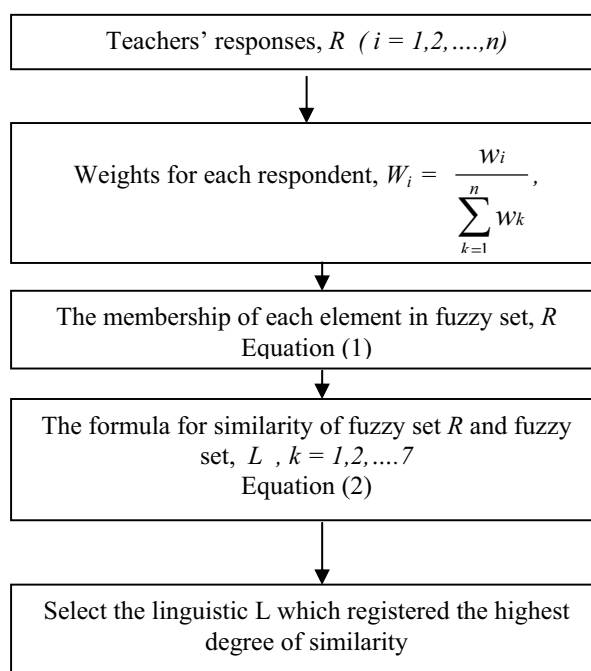 Teachers’ responses, R ( i = 1,2,....,n)
Weights for each respondent, Wᵢ = wᵢ / ∑ₖ₌₁ⁿ wₖ ,
The membership of each element in fuzzy set, R
Equation (1)
The formula for similarity of fuzzy set R and fuzzy
set, L , k = 1,2,....7
Equation (2)
Select the linguistic L which registered the highest
degree of similarity